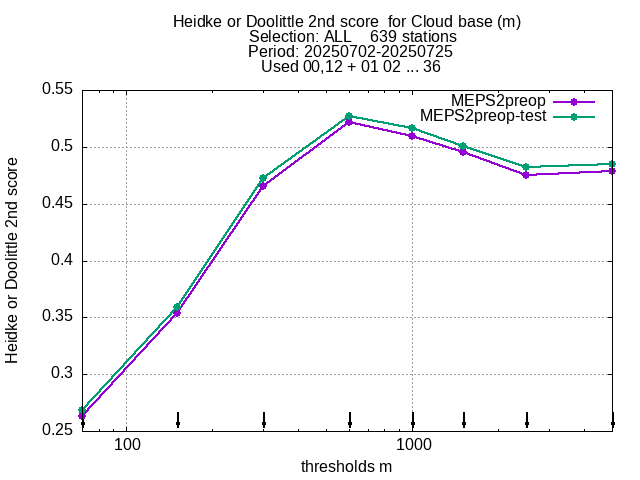 Heidke or Doolittle 2nd score  for Cloud base (m)
Selection: ALL    639 stations
Period: 20250702-20250725
Used 00,12 + 01 02 ... 36
MEPS2preop
MEPS2preop-test
Heidke or Doolittle 2nd score
0.55
0.5
0.45
0.4
0.35
0.3
0.25
100
1000
thresholds m